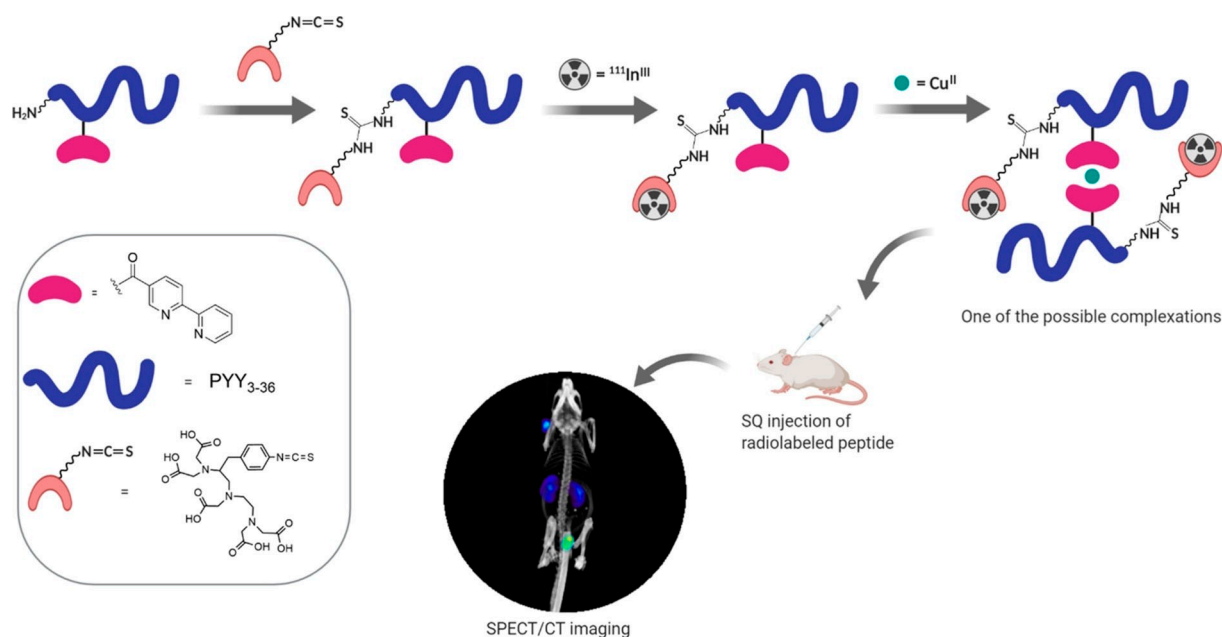 N=C=S
H₂N
S
NH
NH
= ¹¹¹Inᴵᴵᴵ
S
NH
NH
= Cuᴵᴵ
S
NH
NH
NH
NH
S
One of the possible complexations
=
O
N
N
= PYY₃₋₃₆
N=C=S
=
HO
O
O
HO
N
N=C=S
O
HO
N
O
OH
N
O
O
OH
OH
SQ injection of
radiolabeled peptide
SPECT/CT imaging